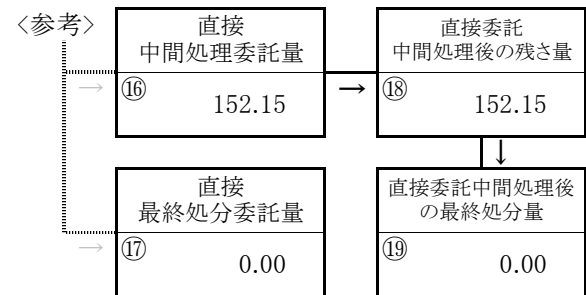 〈参考〉
直接
中間処理委託量
→
⑯
152.15
→
直接委託
中間処理後の残さ量
⑱
152.15
↓
直接
最終処分委託量
→
⑰
0.00
直接委託中間処理後
の最終処分量
⑲
0.00